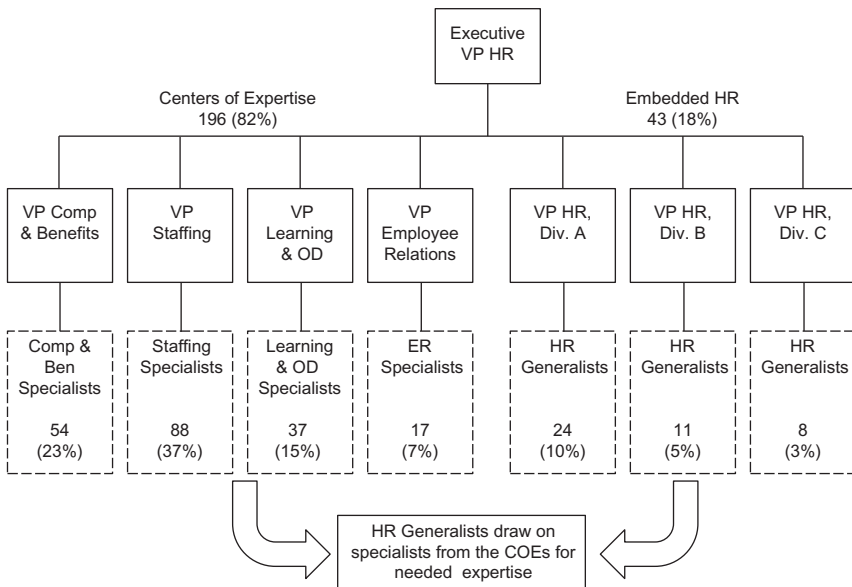 Executive
VP HR
Centers of Expertise
196 (82%)
Embedded HR
43 (18%)
VP Comp
& Benefits
VP
Staffing
VP
Learning
& OD
VP
Employee
Relations
VP HR,
Div. A
VP HR,
Div. B
VP HR,
Div. C
Comp &
Ben
Specialists
54
(23%)
Staffing
Specialists
88
(37%)
Learning
& OD
Specialists
37
(15%)
ER
Specialists
17
(7%)
HR
Generalists
24
(10%)
HR
Generalists
11
(5%)
HR
Generalists
8
(3%)
HR Generalists draw on
specialists from the COEs for
needed expertise